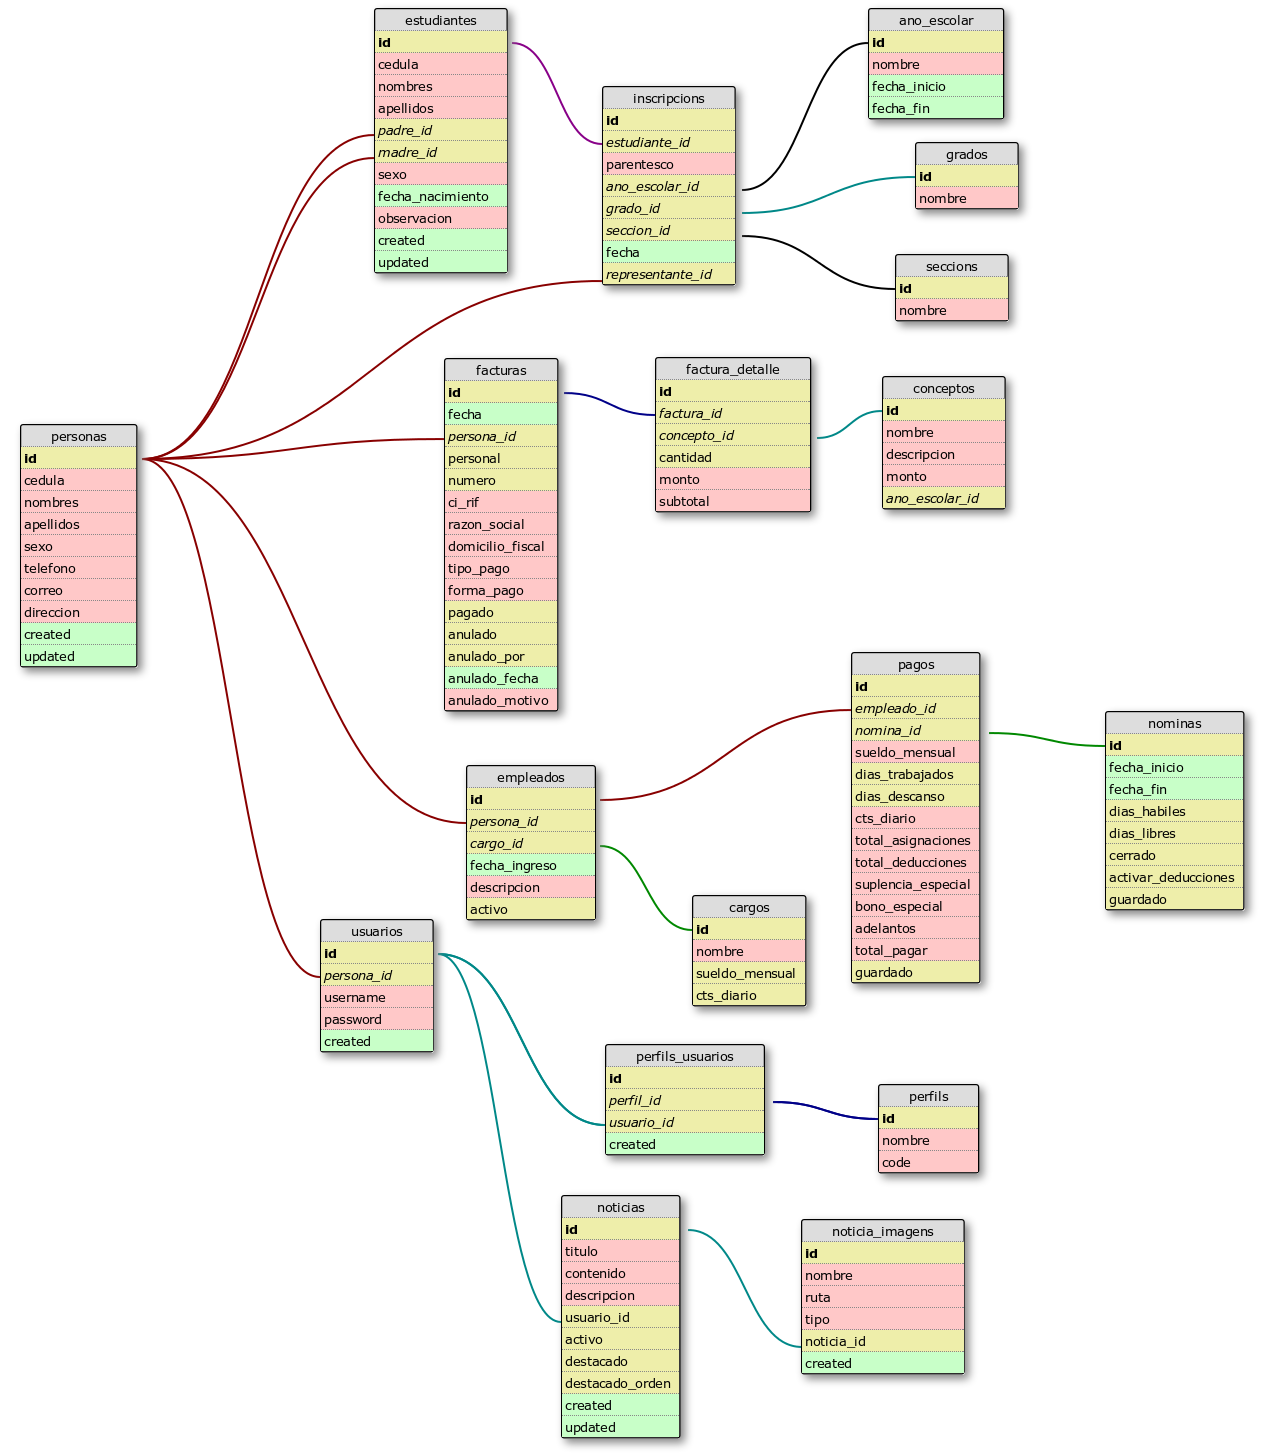 estudiantes
id
cedula
nombres
apellidos
padre_id
madre_id
sexo
fecha_nacimiento
observacion
created
updated
inscripcions
id
estudiante_id
parentesco
ano_escolar_id
grado_id
seccion_id
fecha
representante_id
ano_escolar
id
nombre
fecha_inicio
fecha_fin
grados
id
nombre
seccions
id
nombre
personas
id
cedula
nombres
apellidos
sexo
telefono
correo
direccion
created
updated
facturas
id
fecha
persona_id
personal
numero
ci_rif
razon_social
domicilio_fiscal
tipo_pago
forma_pago
pagado
anulado
anulado_por
anulado_fecha
anulado_motivo
factura_detalle
id
factura_id
concepto_id
cantidad
monto
subtotal
conceptos
id
nombre
descripcion
monto
ano_escolar_id
empleados
id
persona_id
cargo_id
fecha_ingreso
descripcion
activo
pagos
id
empleado_id
nomina_id
sueldo_mensual
dias_trabajados
dias_descanso
cts_diario
total_asignaciones
total_deducciones
suplencia_especial
bono_especial
adelantos
total_pagar
guardado
nominas
id
fecha_inicio
fecha_fin
dias_habiles
dias_libres
cerrado
activar_deducciones
guardado
cargos
id
nombre
sueldo_mensual
cts_diario
usuarios
id
persona_id
username
password
created
perfils_usuarios
id
perfil_id
usuario_id
created
perfils
id
nombre
code
noticias
id
titulo
contenido
descripcion
usuario_id
activo
destacado
destacado_orden
created
updated
noticia_imagens
id
nombre
ruta
tipo
noticia_id
created